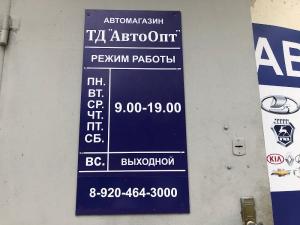 АВТОМАГАЗИН
ТД "АвтоОпт"
РЕЖИМ РАБОТЫ
ПН.
ВТ.
СР.
ЧТ.
ПТ.
СБ.
9.00-19.00
ВС. ВЫХОДНОЙ
8-920-464-3000
АВ
KIA